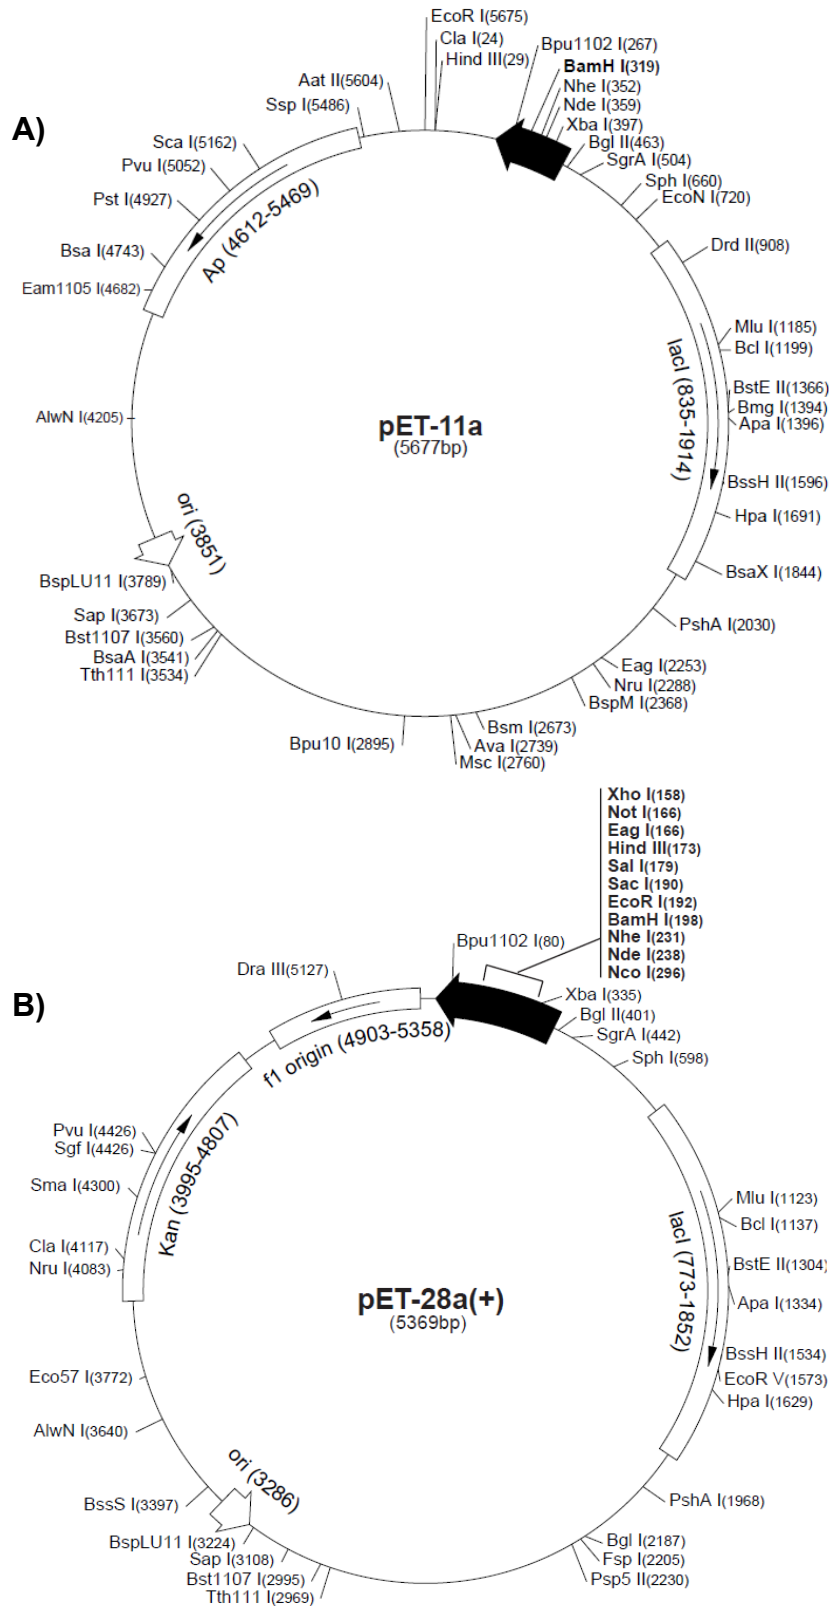 A)
EcoR I(5675)
Cla I(24)
Hind III(29)
Bpu1102 I(267)
BamH I(319)
Nhe I(352)
Nde I(359)
Xba I(397)
Bgl II(463)
SgrA I(504)
Sph I(660)
EcoN I(720)
Drd II(908)
Mlu I(1185)
Bcl I(1199)
BstE II(1366)
Bmg I(1394)
Apa I(1396)
BssH II(1596)
Hpa I(1691)
BsaX I(1844)
PshA I(2030)
Eag I(2253)
Nru I(2288)
BspM I(2368)
Bsm I(2673)
Ava I(2739)
Msc I(2760)
Bpu10 I(2895)
Tth111 I(3534)
BsaA I(3541)
Bst1107 I(3560)
Sap I(3673)
BspLU11 I(3789)
AlwN I(4205)
Eam1105 I(4682)
Bsa I(4743)
Pst I(4927)
Pvu I(5052)
Sca I(5162)
Ssp I(5486)
Aat II(5604)
Ap (4612-5469)
lacI (835-1914)
ori (3851)
pET-11a
(5677bp)
B)
Xho I(158)
Not I(166)
Eag I(166)
Hind III(173)
Sal I(179)
Sac I(190)
EcoR I(192)
BamH I(198)
Nhe I(231)
Nde I(238)
Nco I(296)
Bpu1102 I(80)
Xba I(335)
Bgl II(401)
SgrA I(442)
Sph I(598)
Mlu I(1123)
Bcl I(1137)
BstE II(1304)
Apa I(1334)
BssH II(1534)
EcoR V(1573)
Hpa I(1629)
PshA I(1968)
Bgl I(2187)
Fsp I(2205)
Psp5 II(2230)
Tth111 I(2969)
Bst1107 I(2995)
Sap I(3108)
BspLU11 I(3224)
BssS I(3397)
AlwN I(3640)
Eco57 I(3772)
Nru I(4083)
Cla I(4117)
Sma I(4300)
Sgf I(4426)
Pvu I(4426)
Dra III(5127)
f1 origin (4903-5358)
Kan (3995-4807)
lacI (773-1852)
ori (3286)
pET-28a(+)
(5369bp)